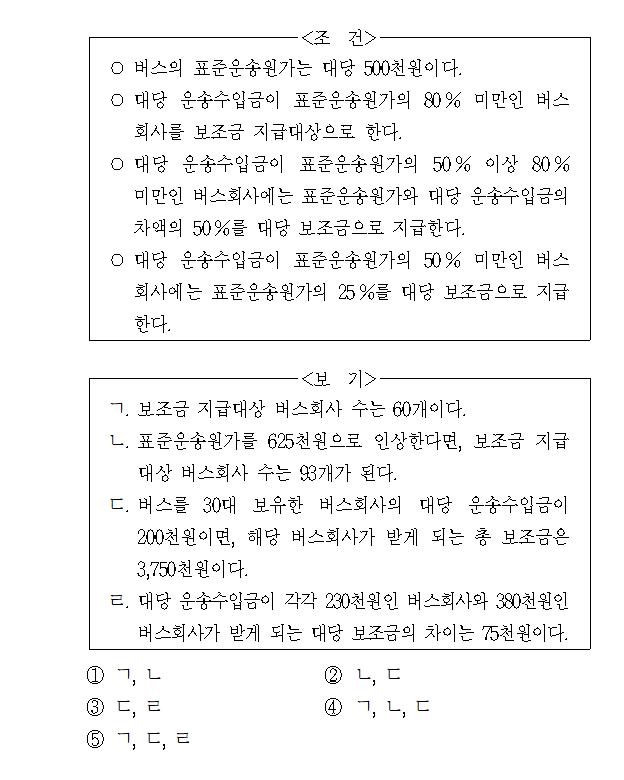 <조 건>
○ 버스의 표준운송원가는 대당 500천원이다.
○ 대당 운송수입금이 표준운송원가의 80% 미만인 버스
회사를 보조금 지급대상으로 한다.
○ 대당 운송수입금이 표준운송원가의 50% 이상 80%
미만인 버스회사에는 표준운송원가와 대당 운송수입금의
차액의 50%를 대당 보조금으로 지급한다.
○ 대당 운송수입금이 표준운송원가의 50% 미만인 버스
회사에는 표준운송원가의 25%를 대당 보조금으로 지급
한다.
<보 기>
ㄱ. 보조금 지급대상 버스회사 수는 60개이다.
ㄴ. 표준운송원가를 625천원으로 인상한다면, 보조금 지급
대상 버스회사 수는 93개가 된다.
ㄷ. 버스를 30대 보유한 버스회사의 대당 운송수입금이
200천원이면, 해당 버스회사가 받게 되는 총 보조금은
3,750천원이다.
ㄹ. 대당 운송수입금이 각각 230천원인 버스회사와 380천원인
버스회사가 받게 되는 대당 보조금의 차이는 75천원이다.
① ㄱ, ㄴ ② ㄴ, ㄷ
③ ㄷ, ㄹ ④ ㄱ, ㄴ, ㄷ
⑤ ㄱ, ㄷ, ㄹ